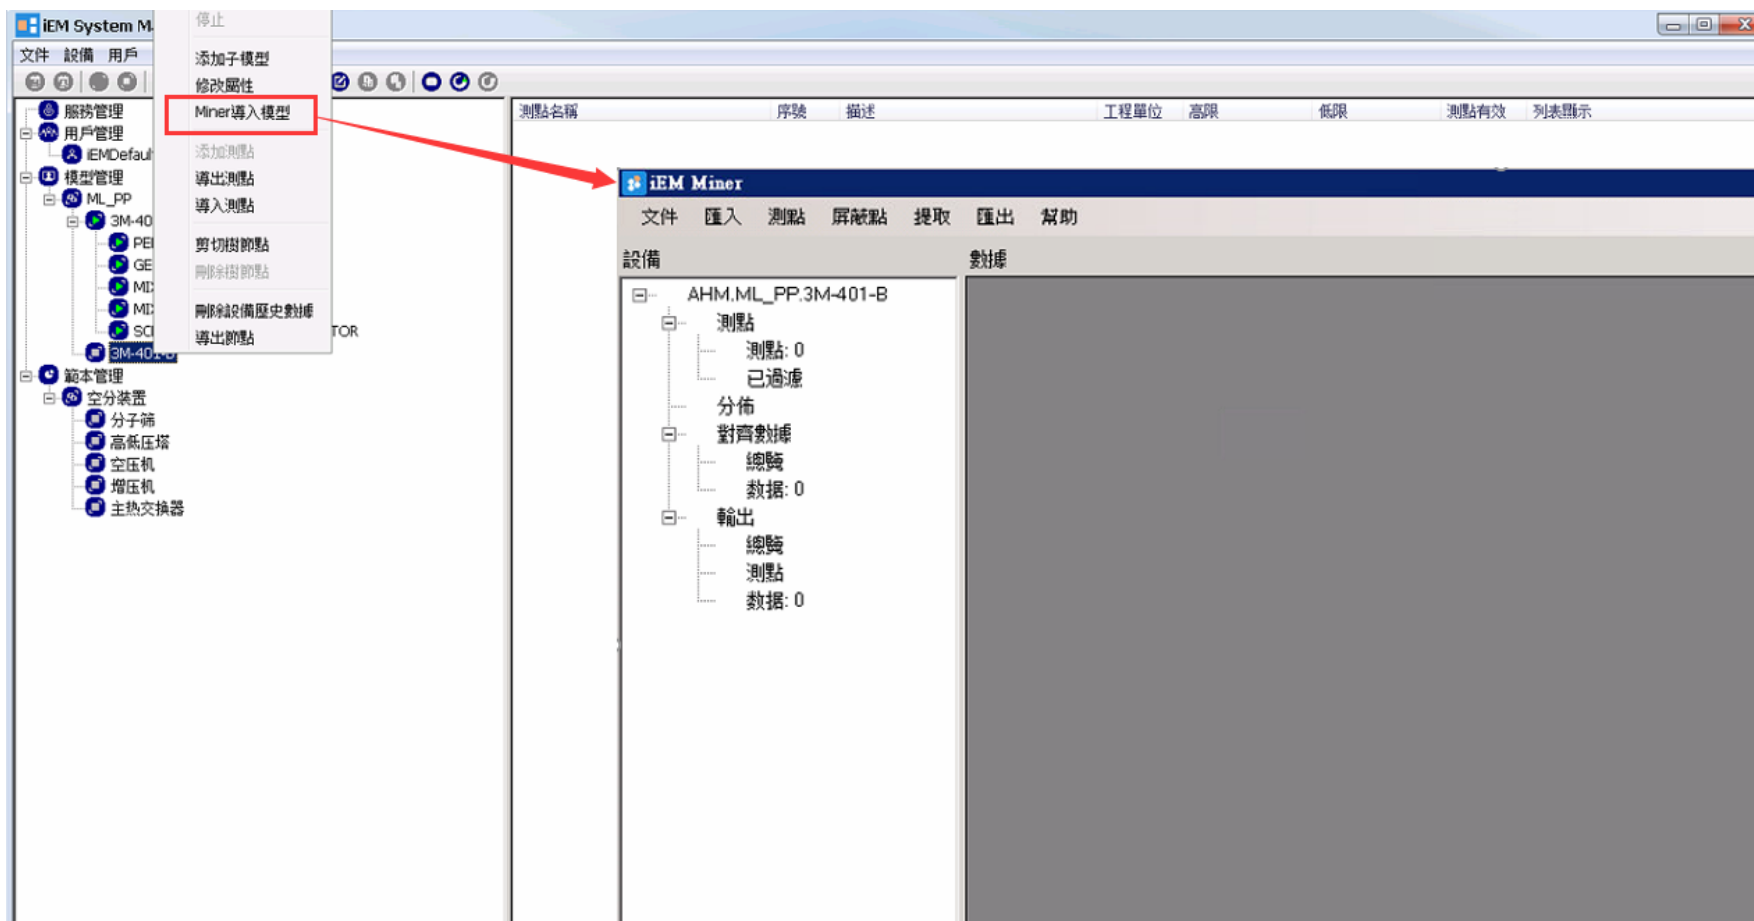 iEM System M
文件 設備 用戶
停止
添加子模型
修改屬性
Miner導入模型
添加測點
導出測點
導入測點
剪切樹節點
刪除樹節點
刪除設備歷史數據
導出節點
服務管理
用戶管理
iEMDefaul
模型管理
ML_PP
3M-40
PE
GE
MI
MI
SC
TOR
3M-401-B
範本管理
空分裝置
分子筛
高低压塔
空压机
增压机
主热交换器
測點名稱 序號 描述 工程單位 高限 低限 測點有效 列表顯示
iEM Miner
文件 匯入 測點 屏蔽點 提取 匯出 幫助
設備 數據
AHM.ML_PP.3M-401-B
測點
測點: 0
已過濾
分佈
對齊數據
總覽
数据: 0
輸出
總覽
測點
数据: 0